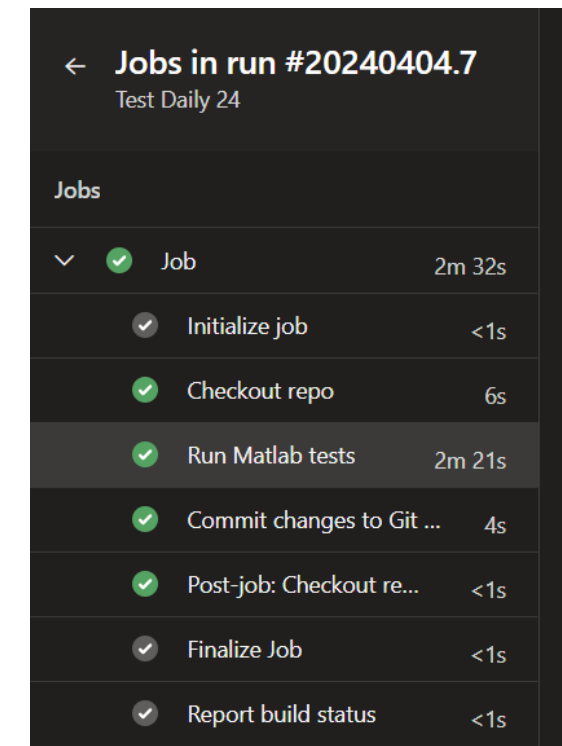 Jobs in run #20240404.7
Test Daily 24
Jobs
Job 2m 32s
Initialize job <1s
Checkout repo 6s
Run Matlab tests 2m 21s
Commit changes to Git ... 4s
Post-job: Checkout re... <1s
Finalize Job <1s
Report build status <1s